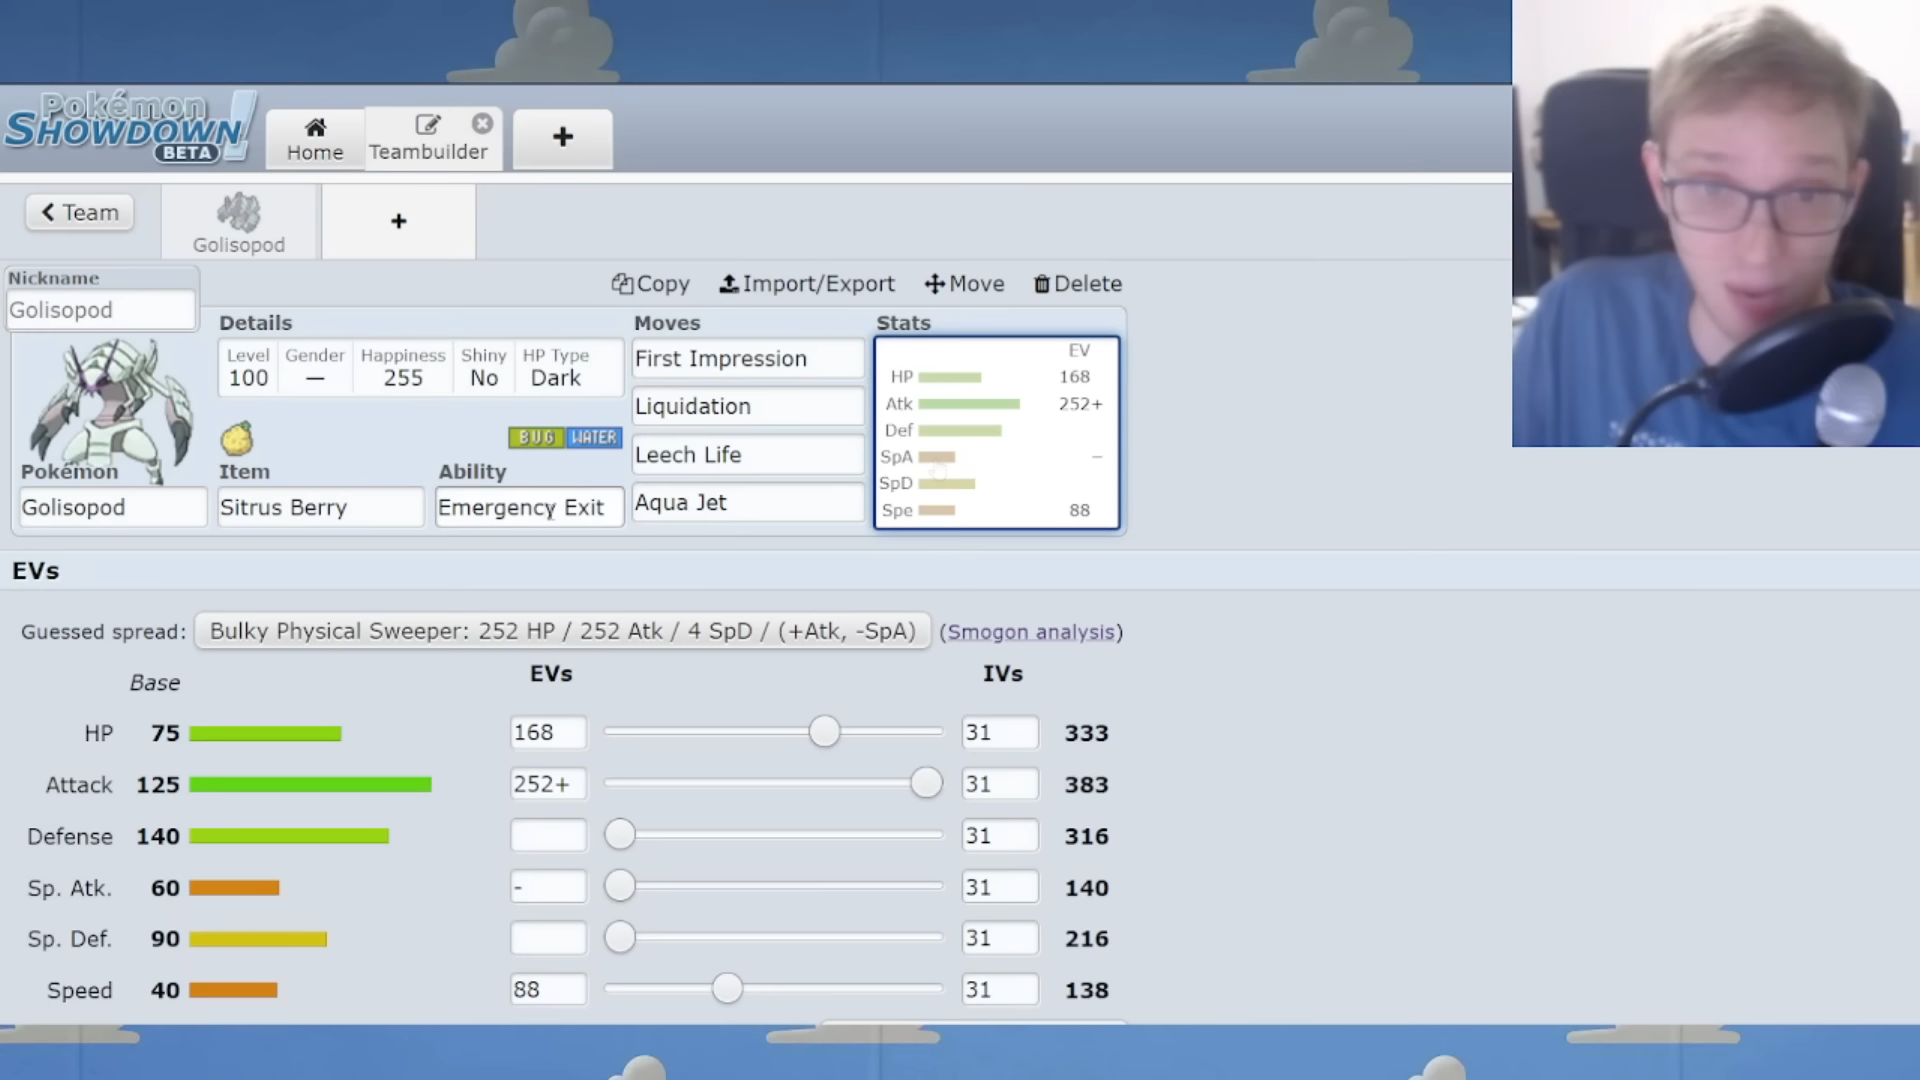 Pokémon
SHOWDOWN!
BETA
Home
Teambuilder
+
Team
Golisopod
+
Nickname
Golisopod
Copy
Import/Export
Move
Delete
Details
Moves
Stats
Level
Gender
Happiness
Shiny
HP Type
100
—
255
No
Dark
First Impression
EV
HP
168
Atk
252+
Liquidation
Def
BUG
WATER
Leech Life
SpA
–
Pokémon
Item
Ability
SpD
Golisopod
Sitrus Berry
Emergency Exit
Aqua Jet
Spe
88
EVs
Guessed spread:
Bulky Physical Sweeper: 252 HP / 252 Atk / 4 SpD / (+Atk, -SpA)
(Smogon analysis)
Base
EVs
IVs
HP 75 168 31 333
Attack 125 252+ 31 383
Defense 140 31 316
Sp. Atk. 60 - 31 140
Sp. Def. 90 31 216
Speed 40 88 31 138